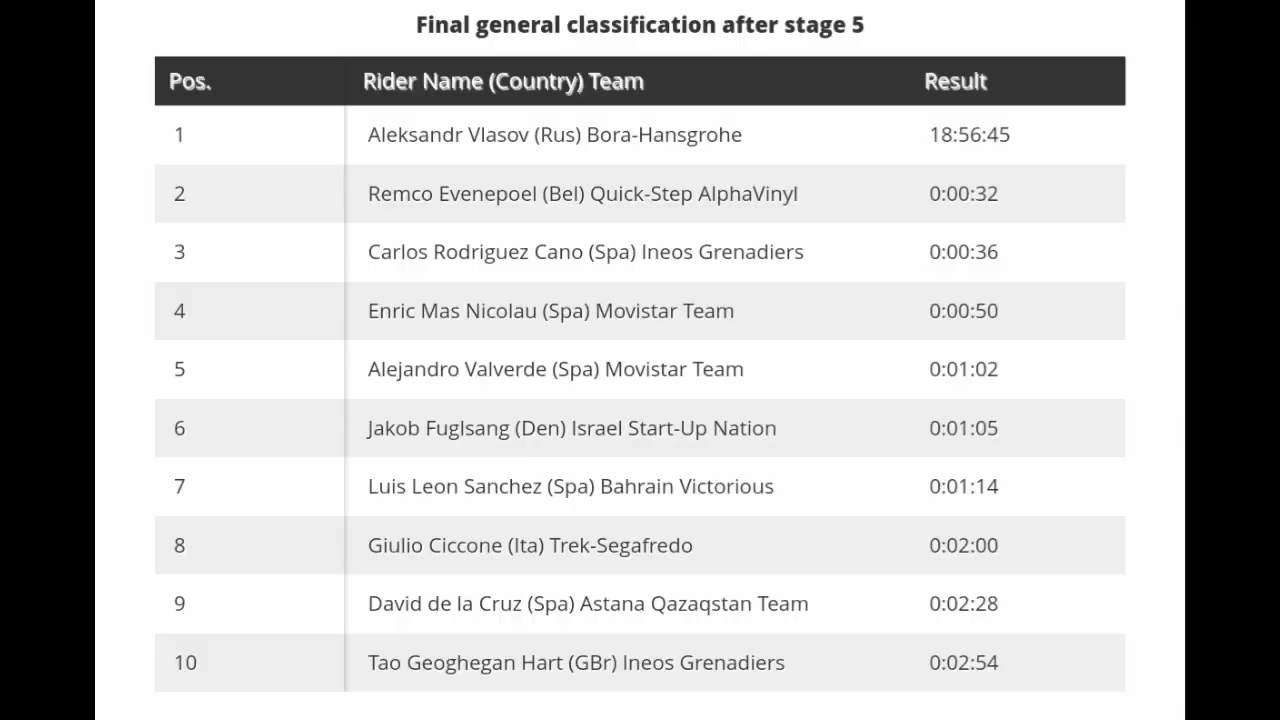 Final general classification after stage 5
Pos. Rider Name (Country) Team Result
1 Aleksandr Vlasov (Rus) Bora-Hansgrohe 18:56:45
2 Remco Evenepoel (Bel) Quick-Step AlphaVinyl 0:00:32
3 Carlos Rodriguez Cano (Spa) Ineos Grenadiers 0:00:36
4 Enric Mas Nicolau (Spa) Movistar Team 0:00:50
5 Alejandro Valverde (Spa) Movistar Team 0:01:02
6 Jakob Fuglsang (Den) Israel Start-Up Nation 0:01:05
7 Luis Leon Sanchez (Spa) Bahrain Victorious 0:01:14
8 Giulio Ciccone (Ita) Trek-Segafredo 0:02:00
9 David de la Cruz (Spa) Astana Qazaqstan Team 0:02:28
10 Tao Geoghegan Hart (GBr) Ineos Grenadiers 0:02:54